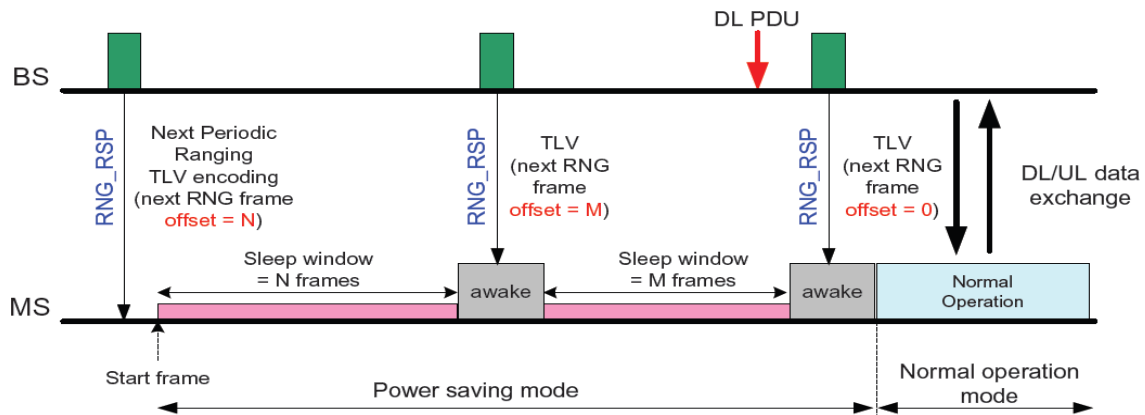 DL PDU
BS
RNG_RSP
Next Periodic
Ranging
TLV encoding
(next RNG frame
offset = N)
RNG_RSP
TLV
(next RNG
frame
offset = M)
RNG_RSP
TLV
(next RNG
frame
offset = 0)
DL/UL data
exchange
Sleep window
= N frames
awake
Sleep window
= M frames
awake
Normal
Operation
MS
Start frame
Power saving mode
Normal operation
mode